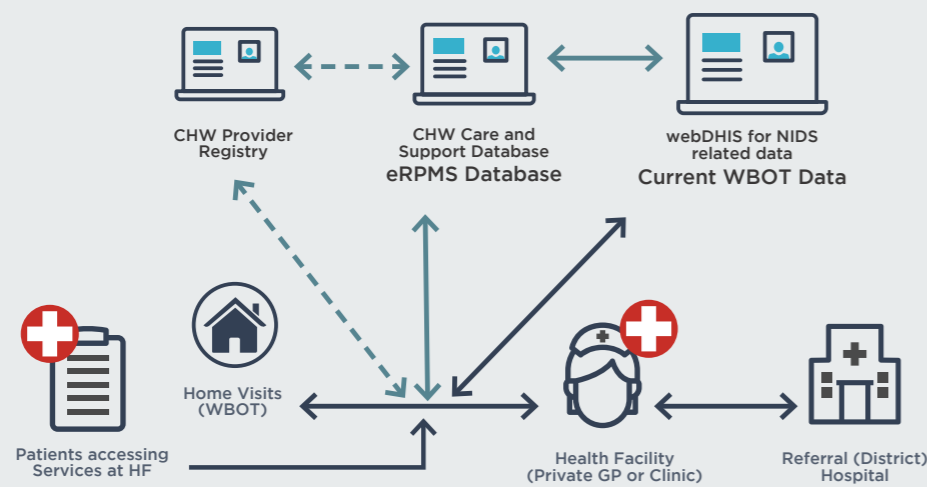 CHW Provider
Registry
CHW Care and
Support Database
eRPMS Database
webDHIS for NIDS
related data
Current WBOT Data
Home Visits
(WBOT)
Patients accessing
Services at HF
Health Facility
(Private GP or Clinic)
Referral (District)
Hospital